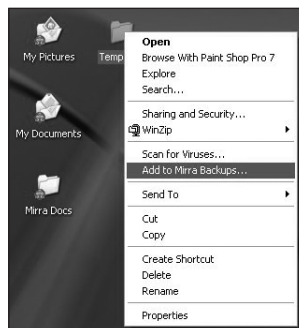 My Pictures
Temp
My Documents
Mirra Docs
Open
Browse With Paint Shop Pro 7
Explore
Search...
Sharing and Security...
WinZip
Scan for Viruses...
Add to Mirra Backups...
Send To
Cut
Copy
Create Shortcut
Delete
Rename
Properties